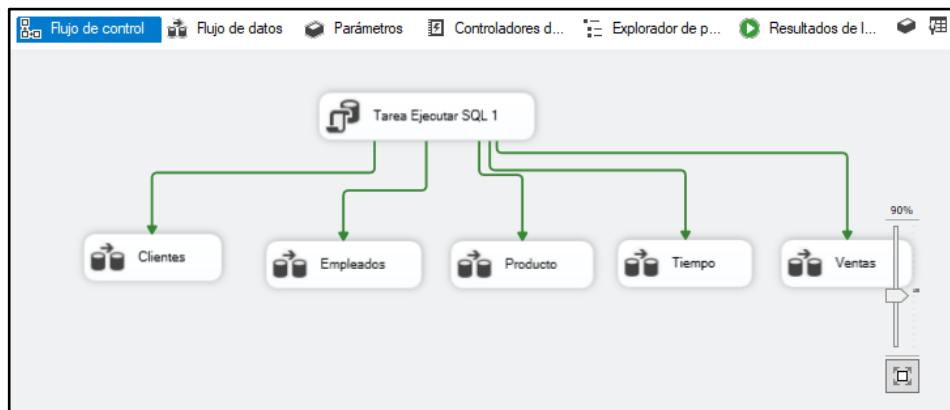 Flujo de control Flujo de datos Parámetros Controladores d... Explorador de p... Resultados de l...
Tarea Ejecutar SQL 1
90%
Clientes Empleados Producto Tiempo Ventas